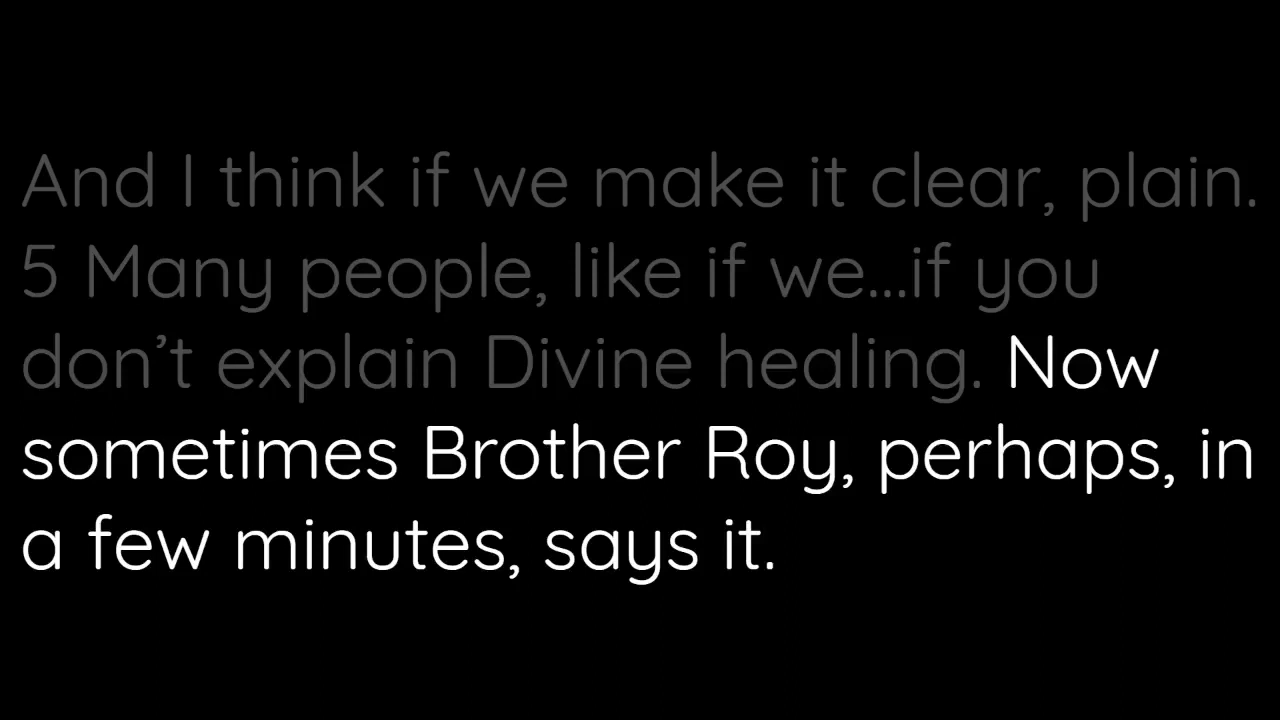 And I think if we make it clear, plain.
5 Many people, like if we...if you
don’t explain Divine healing. Now
sometimes Brother Roy, perhaps, in
a few minutes, says it.